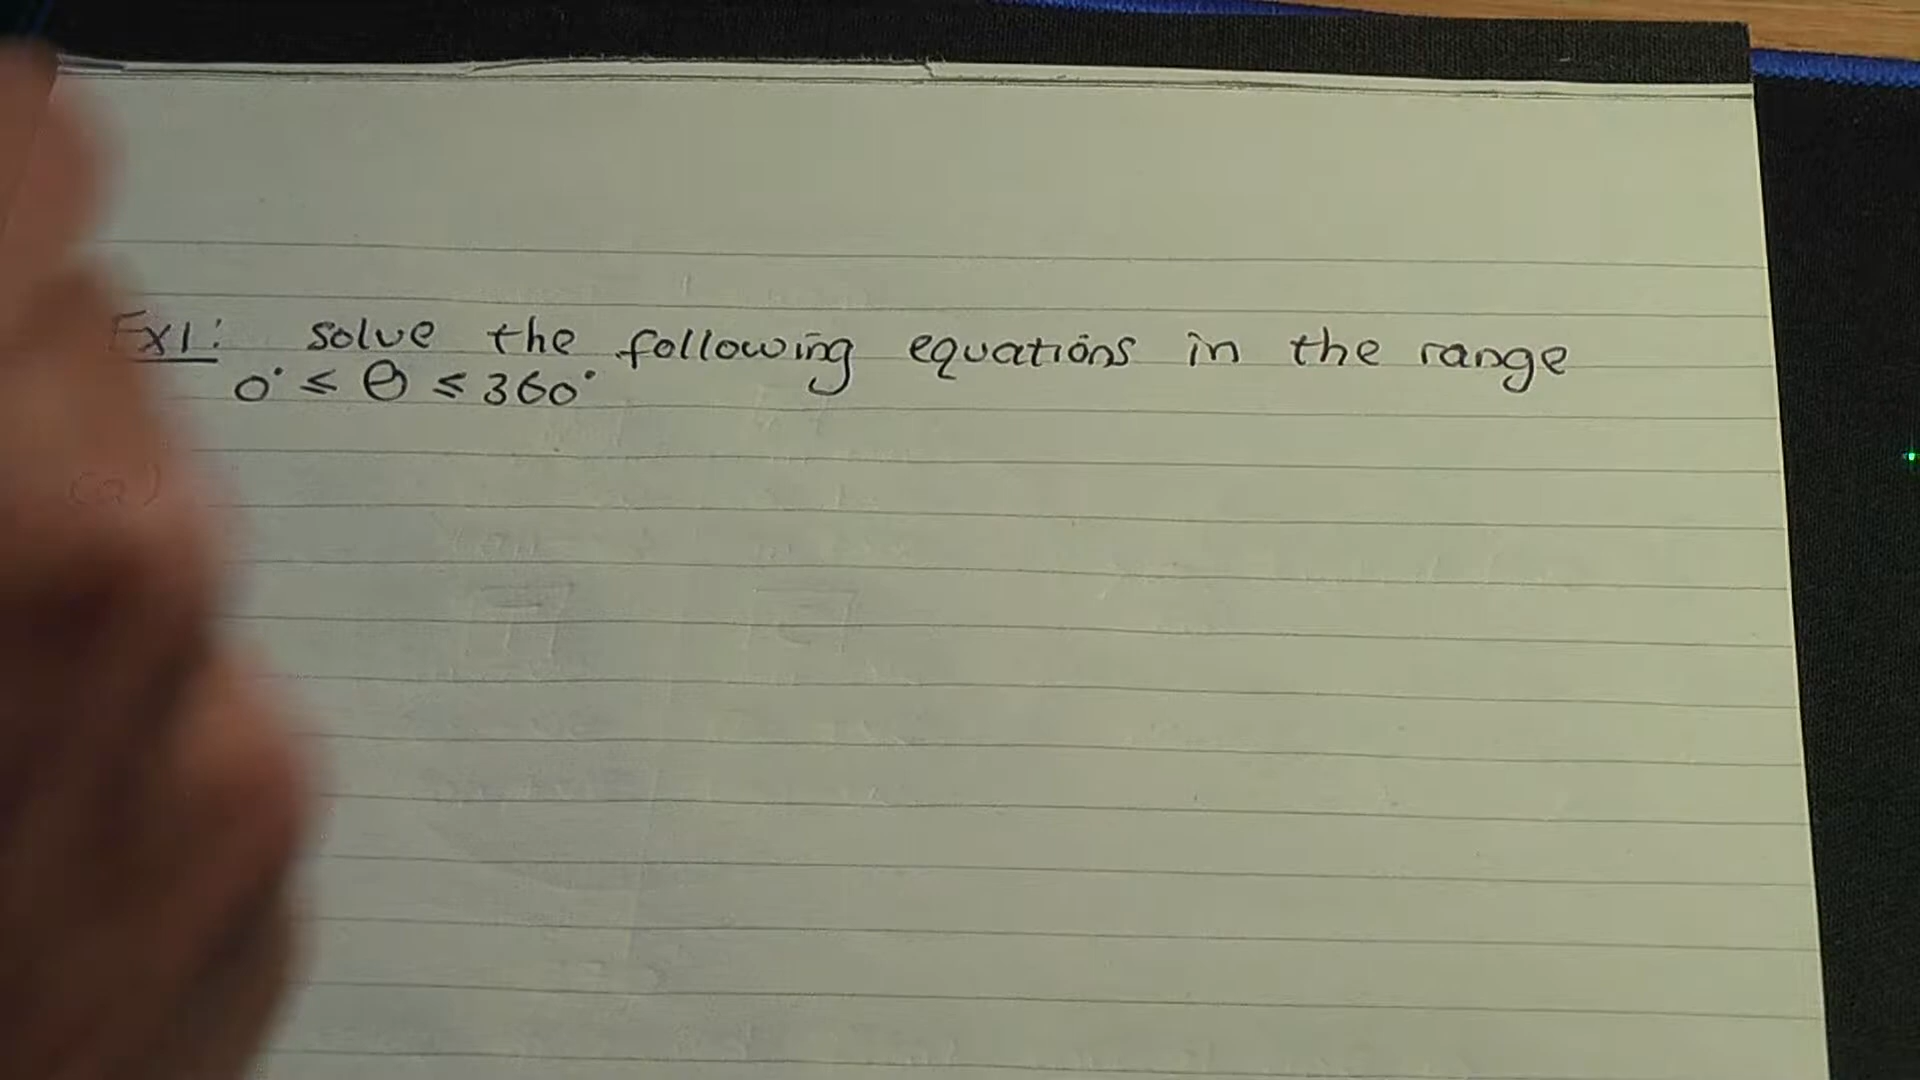 Ex1: solve the following equations in the range
0° ≤ θ ≤ 360°
(a)